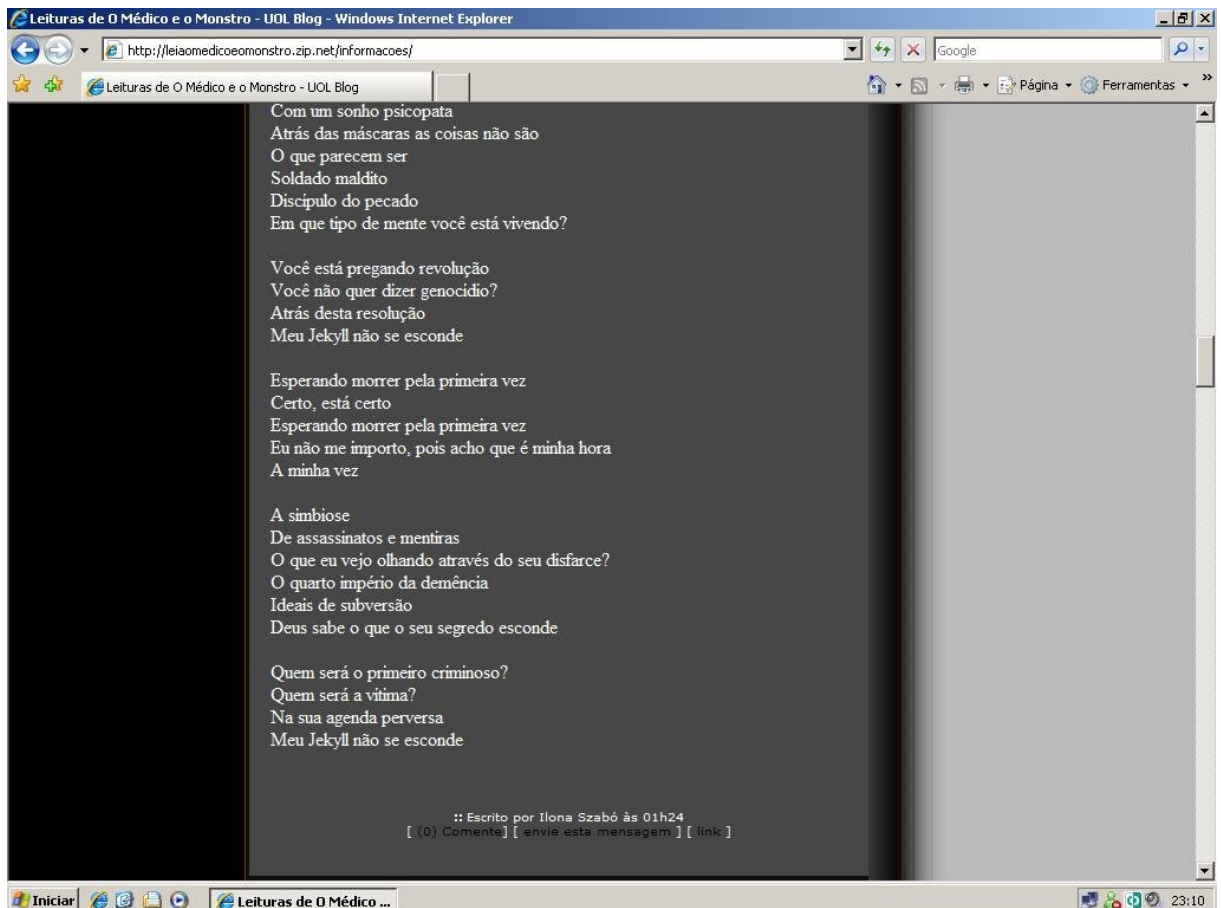 Leituras de O Médico e o Monstro - UOL Blog - Windows Internet Explorer
http://leiaomedicoeomonstro.zip.net/informacoes/
Google
Leituras de O Médico e o Monstro - UOL Blog
Página
Ferramentas
Com um sonho psicopata
Atrás das máscaras as coisas não são
O que parecem ser
Soldado maldito
Discípulo do pecado
Em que tipo de mente você está vivendo?
Você está pregando revolução
Você não quer dizer genocídio?
Atrás desta resolução
Meu Jekyll não se esconde
Esperando morrer pela primeira vez
Certo, está certo
Esperando morrer pela primeira vez
Eu não me importo, pois acho que é minha hora
A minha vez
A simbiose
De assassinatos e mentiras
O que eu vejo olhando através do seu disfarce?
O quarto império da demência
Ideais de subversão
Deus sabe o que o seu segredo esconde
Quem será o primeiro criminoso?
Quem será a vítima?
Na sua agenda perversa
Meu Jekyll não se esconde
:: Escrito por Ilona Szabó às 01h24
[ (0) Comente] [ envie esta mensagem ] [ link ]
Iniciar
Leituras de O Médico ...
23:10